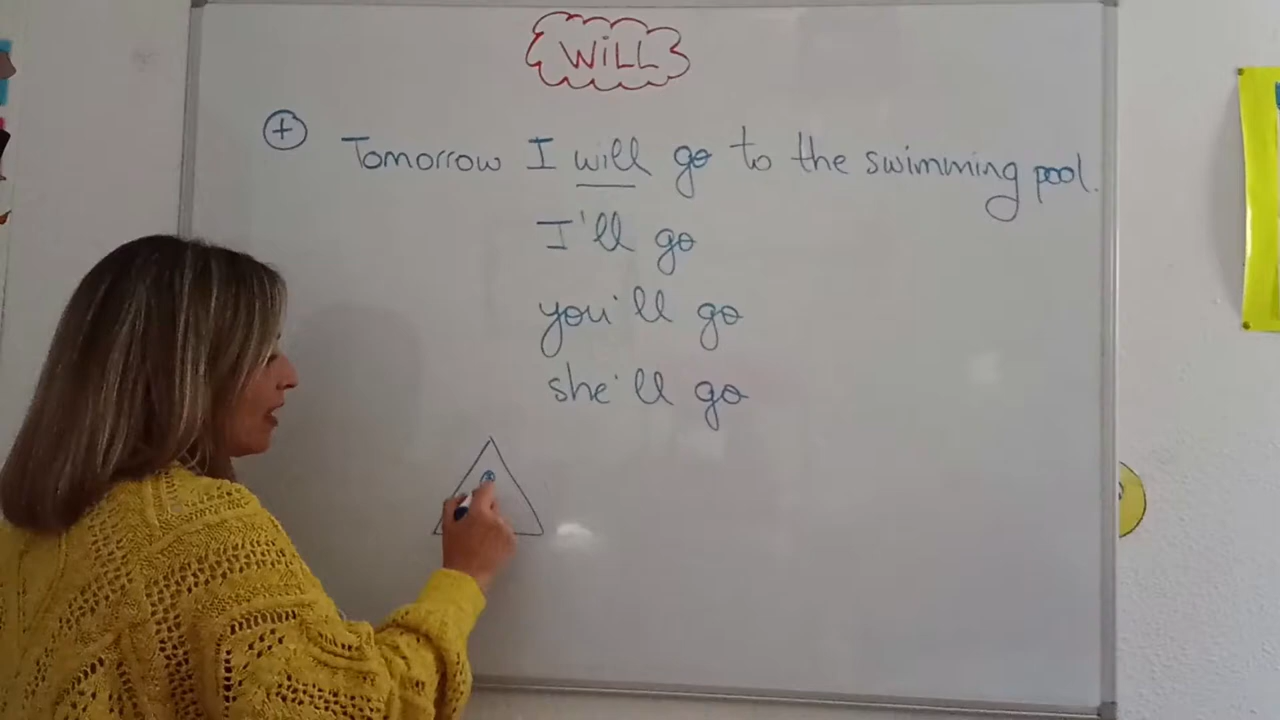 WiLL
+ Tomorrow I will go to the swimming pool.
I'll go
you'll go
she'll go